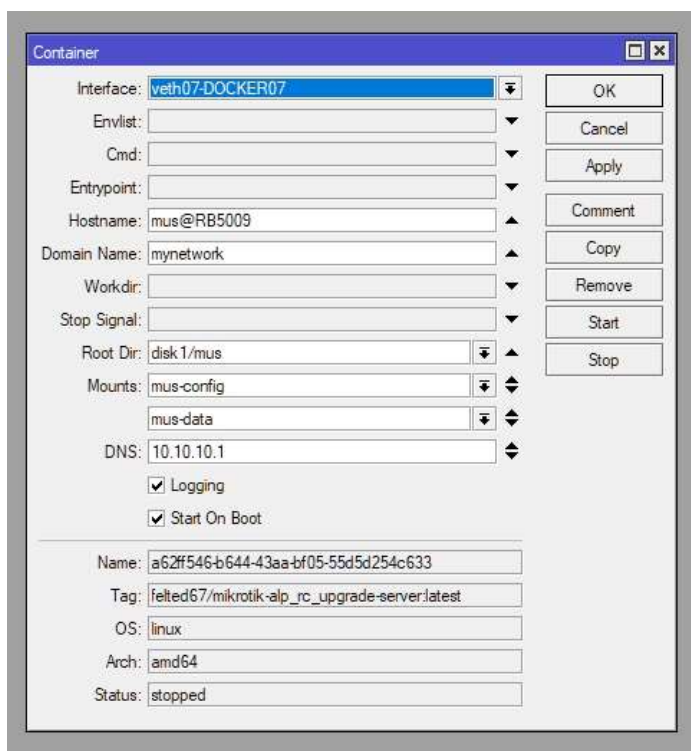 Container
Interface: veth07-DOCKER07
OK
Envlist:
Cancel
Cmd:
Apply
Entrypoint:
Hostname: mus@RB5009
Comment
Domain Name: mynetwork
Copy
Workdir:
Remove
Stop Signal:
Start
Root Dir: disk1/mus
Stop
Mounts: mus-config
mus-data
DNS: 10.10.10.1
Logging
Start On Boot
Name: a62ff546-b644-43aa-bf05-55d5d254c633
Tag: felted67/mikrotik-alp_rc_upgrade-server:latest
OS: linux
Arch: amd64
Status: stopped